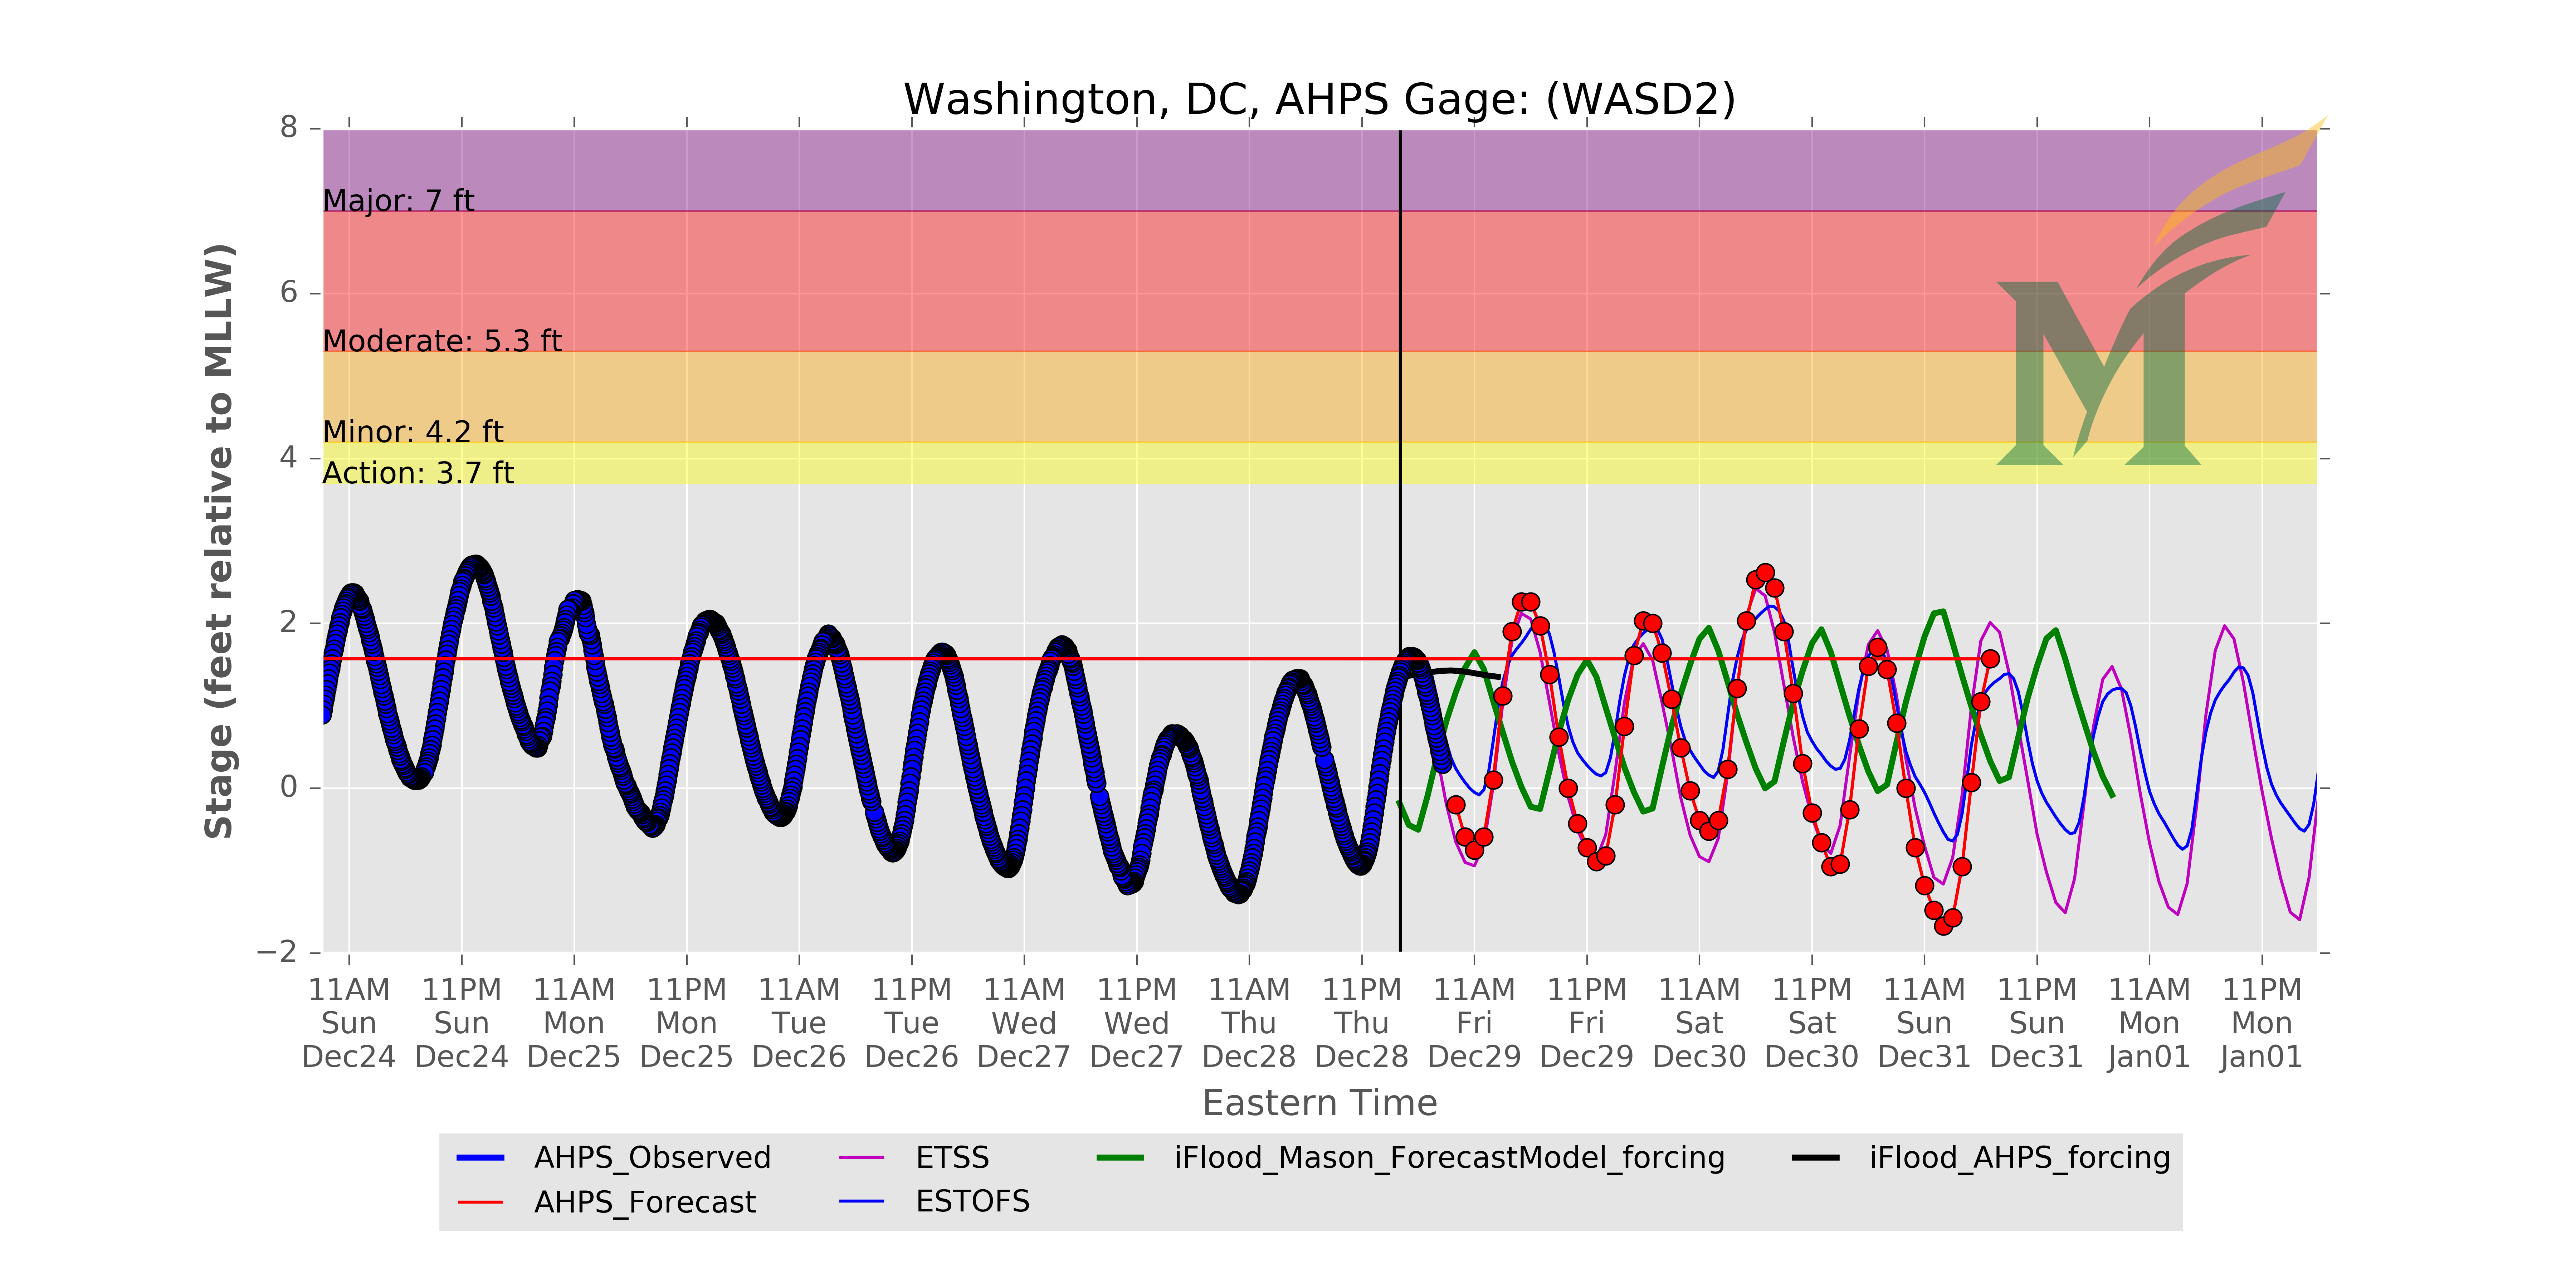 Washington, DC, AHPS Gage: (WASD2)
8
Major: 7 ft
6
Moderate: 5.3 ft
Minor: 4.2 ft
4
Action: 3.7 ft
2
0
−2
Stage (feet relative to MLLW)
11AM 11PM 11AM 11PM 11AM 11PM 11AM 11PM 11AM 11PM 11AM 11PM 11AM 11PM 11AM 11PM 11AM 11PM
Sun Sun Mon Mon Tue Tue Wed Wed Thu Thu Fri Fri Sat Sat Sun Sun Mon Mon
Dec24 Dec24 Dec25 Dec25 Dec26 Dec26 Dec27 Dec27 Dec28 Dec28 Dec29 Dec29 Dec30 Dec30 Dec31 Dec31 Jan01 Jan01
Eastern Time
AHPS_Observed ETSS iFlood_Mason_ForecastModel_forcing iFlood_AHPS_forcing
AHPS_Forecast ESTOFS